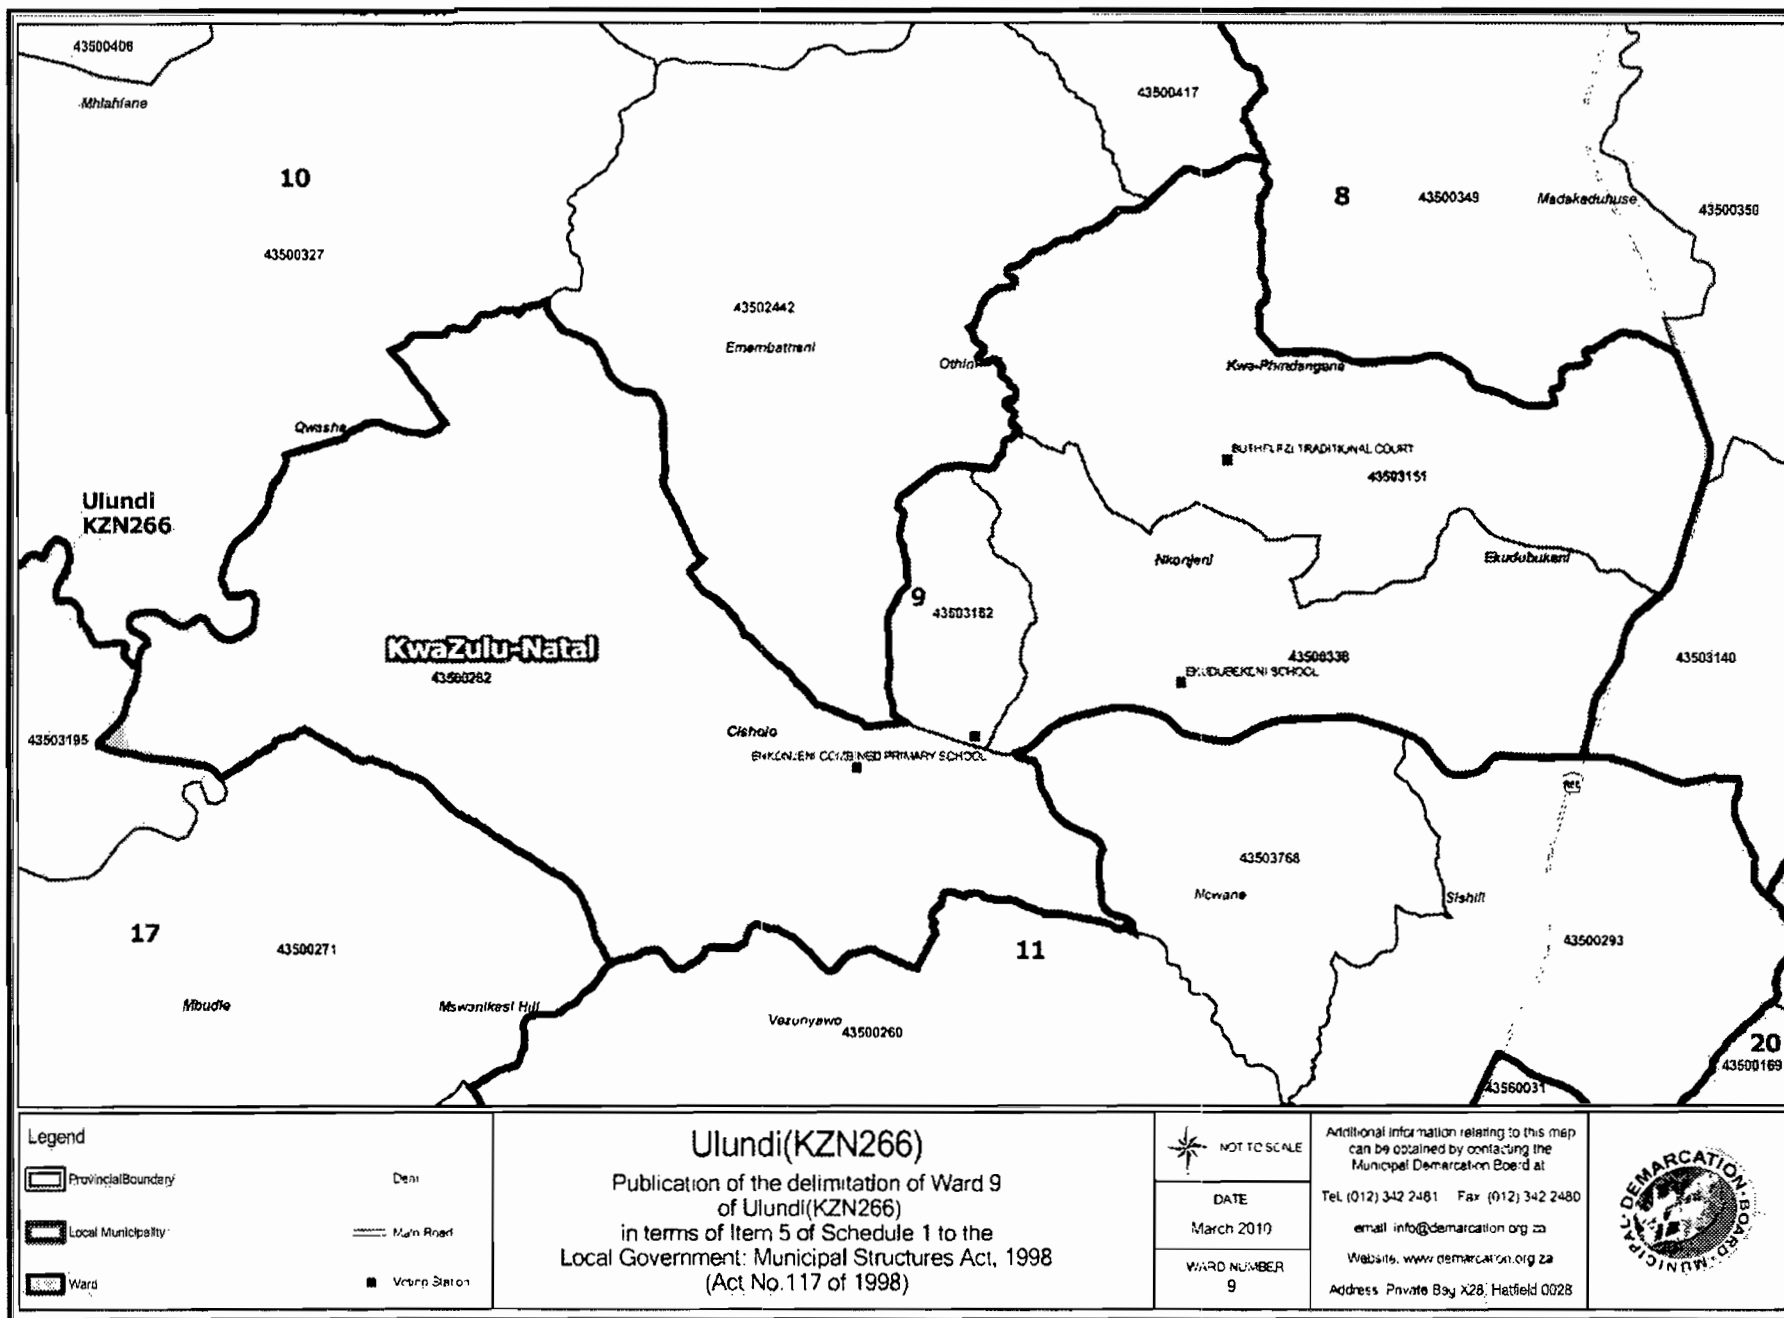 43500406
Mhlahlane
10
43500327
43500417
8
43500349
Madakaduhuse
43500350
43502442
Emembatheni
Othini
Kwa-Phindangene
Qwasha
BUTHELEZI TRADITIONAL COURT
43503151
Ulundi
KZN266
Nkonjeni
Ekudubukeni
9
43503162
KwaZulu-Natal
43500282
43500338
EKUDUBEKENI SCHOOL
43503140
43503195
Cisholo
ENKONJENI COMBINED PRIMARY SCHOOL
43503768
Ncwane
Sishili
17
43500271
11
43500293
Mbudle
Mswanikasi Hill
Vezunyawo
43500260
20
43500169
43560031
Legend
ProvincialBoundary
Dam
Local Municipality
Main Road
Ward
Voting Station
Ulundi(KZN266)
Publication of the delimitation of Ward 9
of Ulundi(KZN266)
in terms of Item 5 of Schedule 1 to the
Local Government: Municipal Structures Act, 1998
(Act No.117 of 1998)
NOT TO SCALE
DATE
March 2010
WARD NUMBER
9
Additional information relating to this map
can be obtained by contacting the
Municipal Demarcation Board at
Tel. (012) 342 2481 Fax (012) 342 2480
email info@demarcation.org.za
Website. www.demarcation.org.za
Address Private Bag X28, Hatfield 0028
MUNICIPAL DEMARCATION BOARD